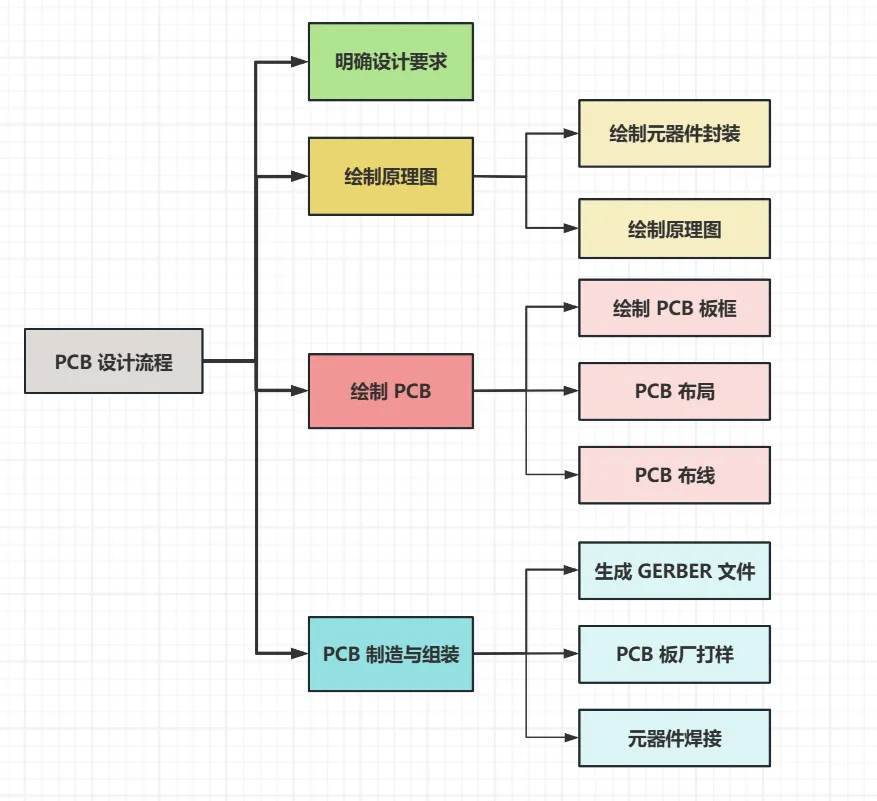 PCB 设计流程
明确设计要求
绘制原理图
绘制元器件封装
绘制原理图
绘制 PCB
绘制 PCB 板框
PCB 布局
PCB 布线
PCB 制造与组装
生成 GERBER 文件
PCB 板厂打样
元器件焊接